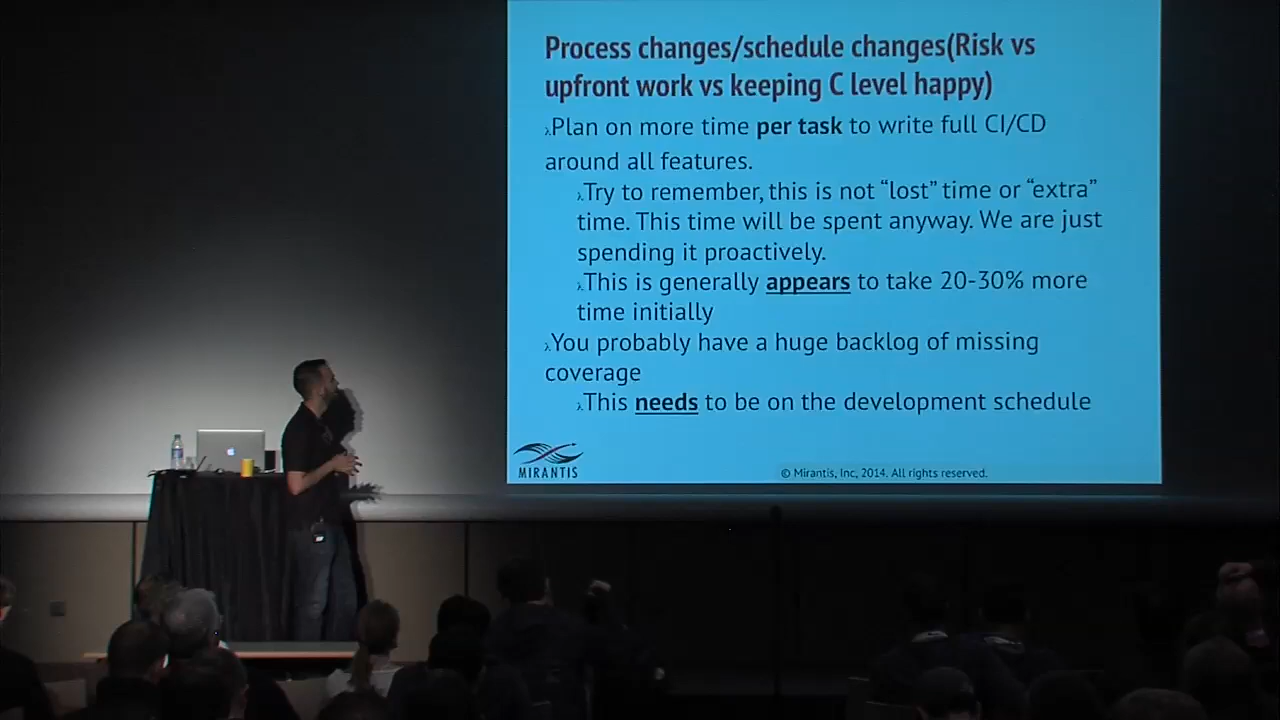 Process changes/schedule changes(Risk vs
upfront work vs keeping C level happy)
Plan on more time per task to write full CI/CD
around all features.
Try to remember, this is not “lost” time or “extra”
time. This time will be spent anyway. We are just
spending it proactively.
This is generally appears to take 20-30% more
time initially
You probably have a huge backlog of missing
coverage
This needs to be on the development schedule
MIRANTIS
© Mirantis, Inc, 2014. All rights reserved.